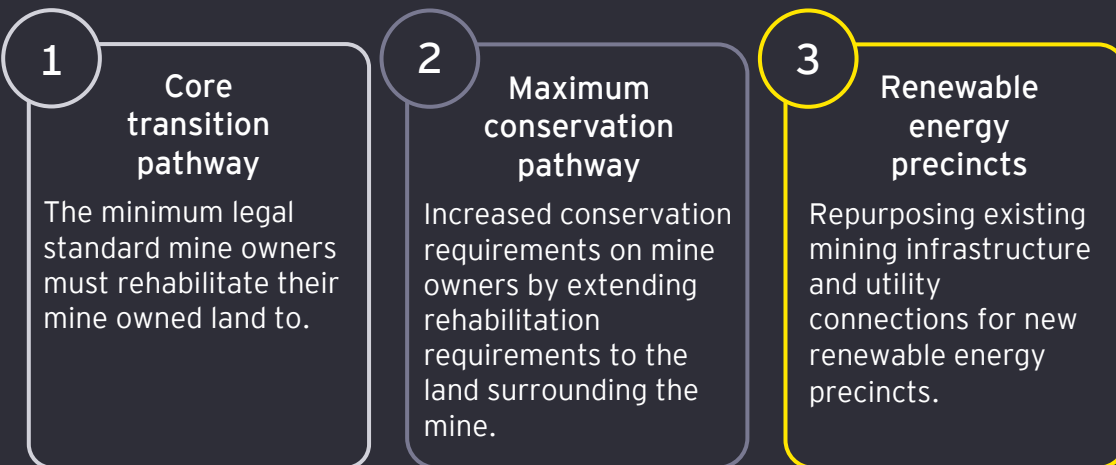 1
Core
transition
pathway
The minimum legal
standard mine owners
must rehabilitate their
mine owned land to.
2
Maximum
conservation
pathway
Increased conservation
requirements on mine
owners by extending
rehabilitation
requirements to the
land surrounding the
mine.
3
Renewable
energy
precincts
Repurposing existing
mining infrastructure
and utility
connections for new
renewable energy
precincts.